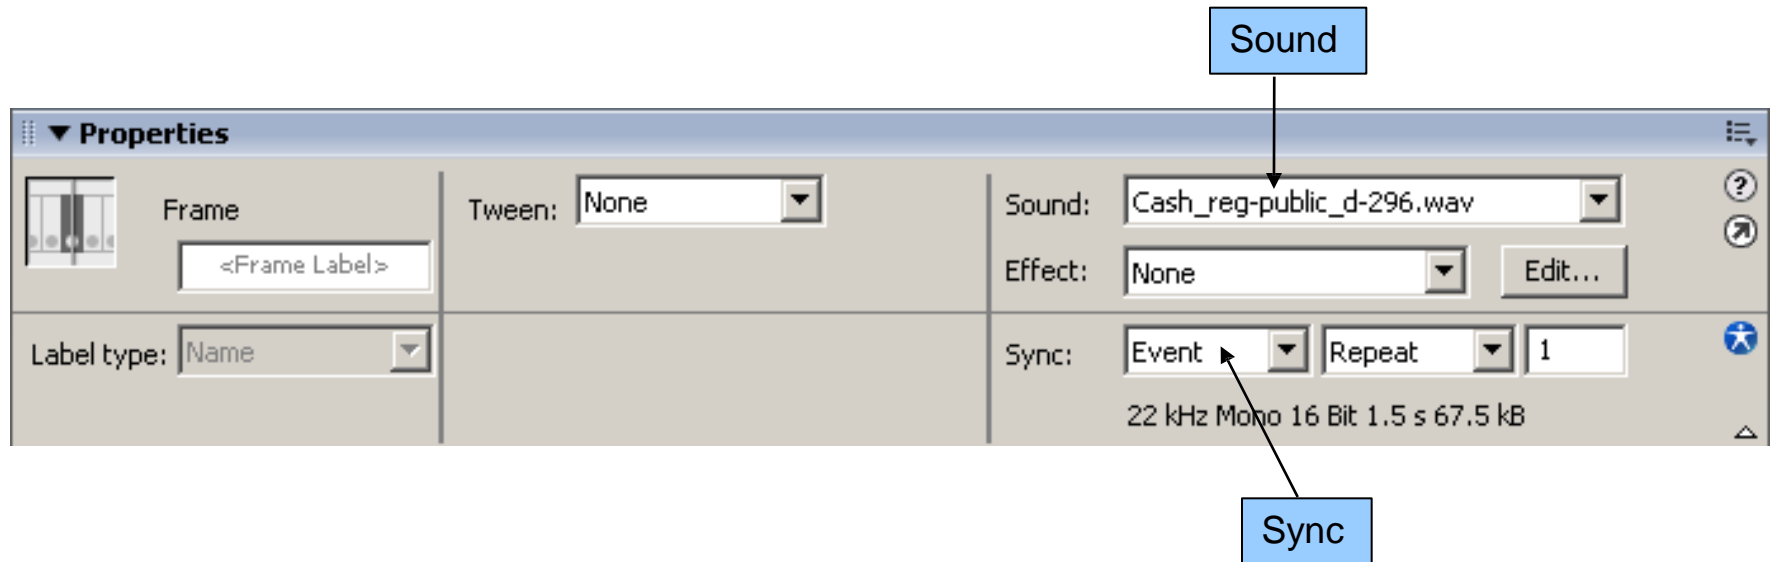 Sound
Properties
Frame
<Frame Label>
Tween: None
Sound: Cash_reg-public_d-296.wav
Effect: None Edit...
Label type: Name
Sync: Event Repeat 1
22 kHz Mono 16 Bit 1.5 s 67.5 kB
Sync